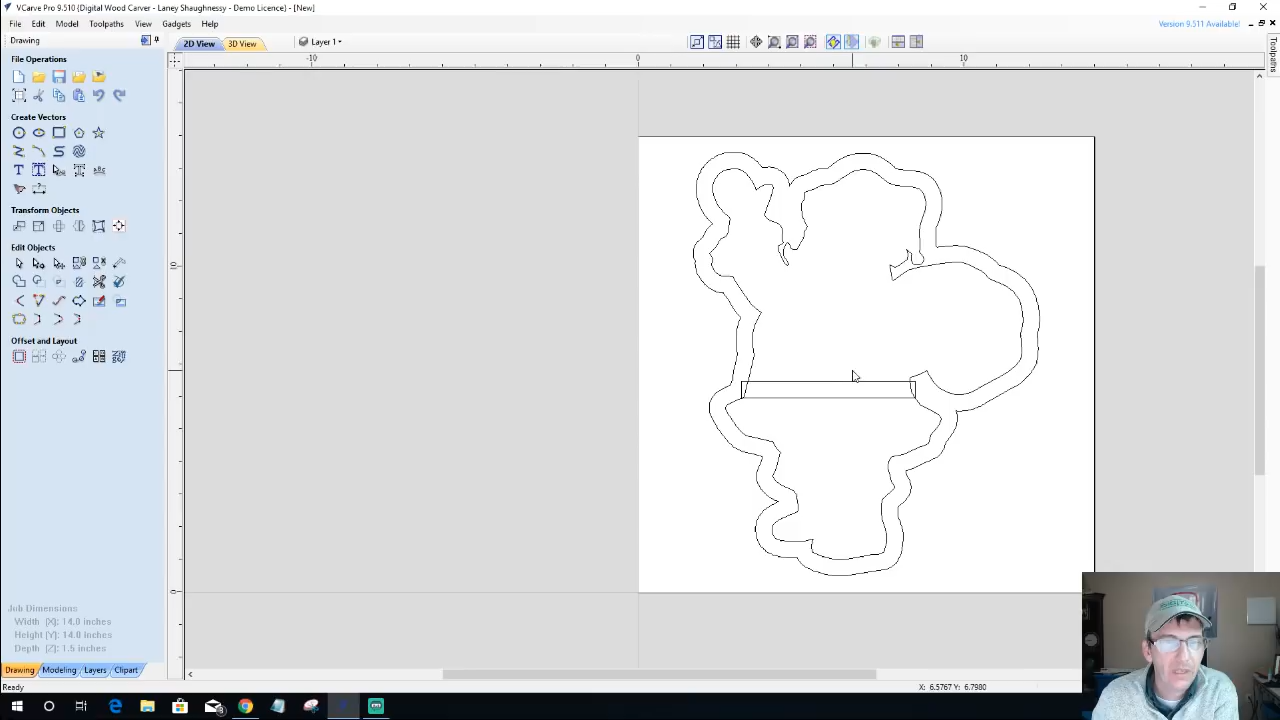 VCarve Pro 9.510 {Digital Wood Carver - Laney Shaughnessy - Demo Licence} - [New]
File Edit Model Toolpaths View Gadgets Help
Version 9.511 Available!
Drawing
2D View
3D View
Layer 1
Toolpaths
-10 0 10
File Operations
Create Vectors
Transform Objects
Edit Objects
10
Offset and Layout
Job Dimensions
Width (X): 14.0 inches
Height (Y): 14.0 inches
Depth (Z): 1.5 inches
Drawing Modeling Layers Clipart
Ready
X: 6.5767 Y: 6.7980